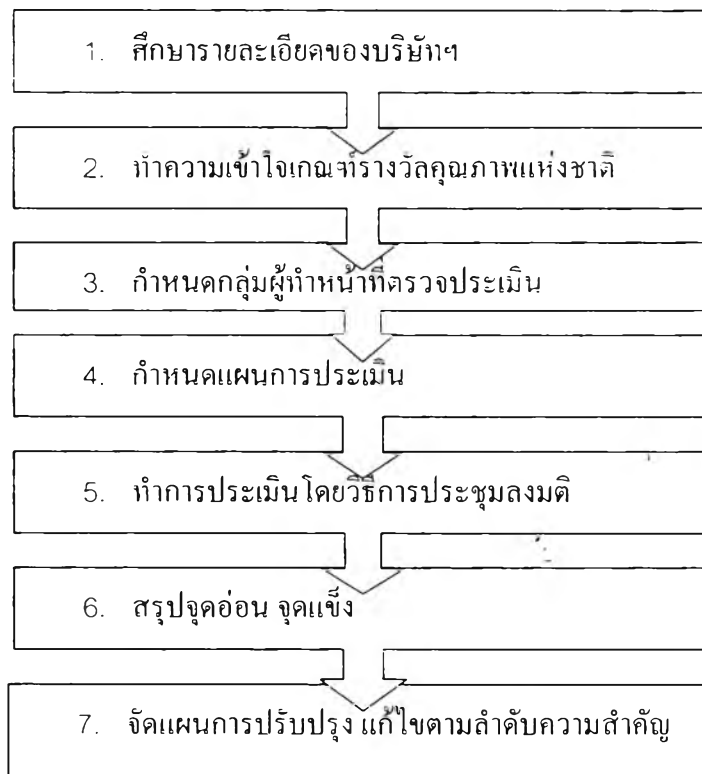 1. ศึกษารายละเอียดของบริษัทฯ
2. ทำความเข้าใจเกณฑ์รางวัลคุณภาพแห่งชาติ
3. กำหนดกลุ่มผู้ทำหน้าที่ตรวจประเมิน
4. กำหนดแผนการประเมิน
5. ทำการประเมินโดยวิธีการประชุมลงมติ
6. สรุปจุดอ่อน จุดแข็ง
7. จัดแผนการปรับปรุง แก้ไขตามลำดับความสำคัญ